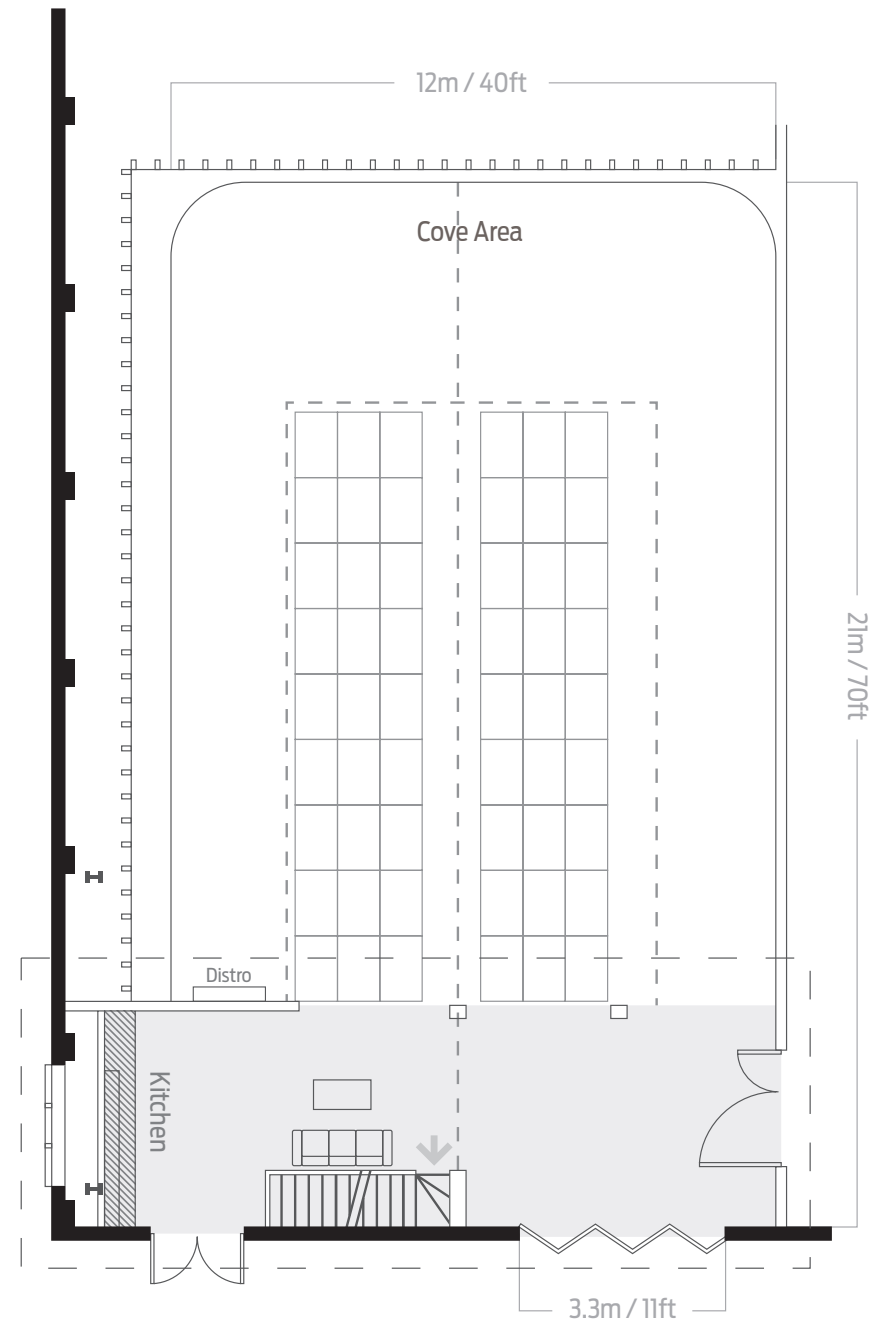 12m / 40ft
Cove Area
21m / 70ft
Distro
Kitchen
3.3m / 11ft